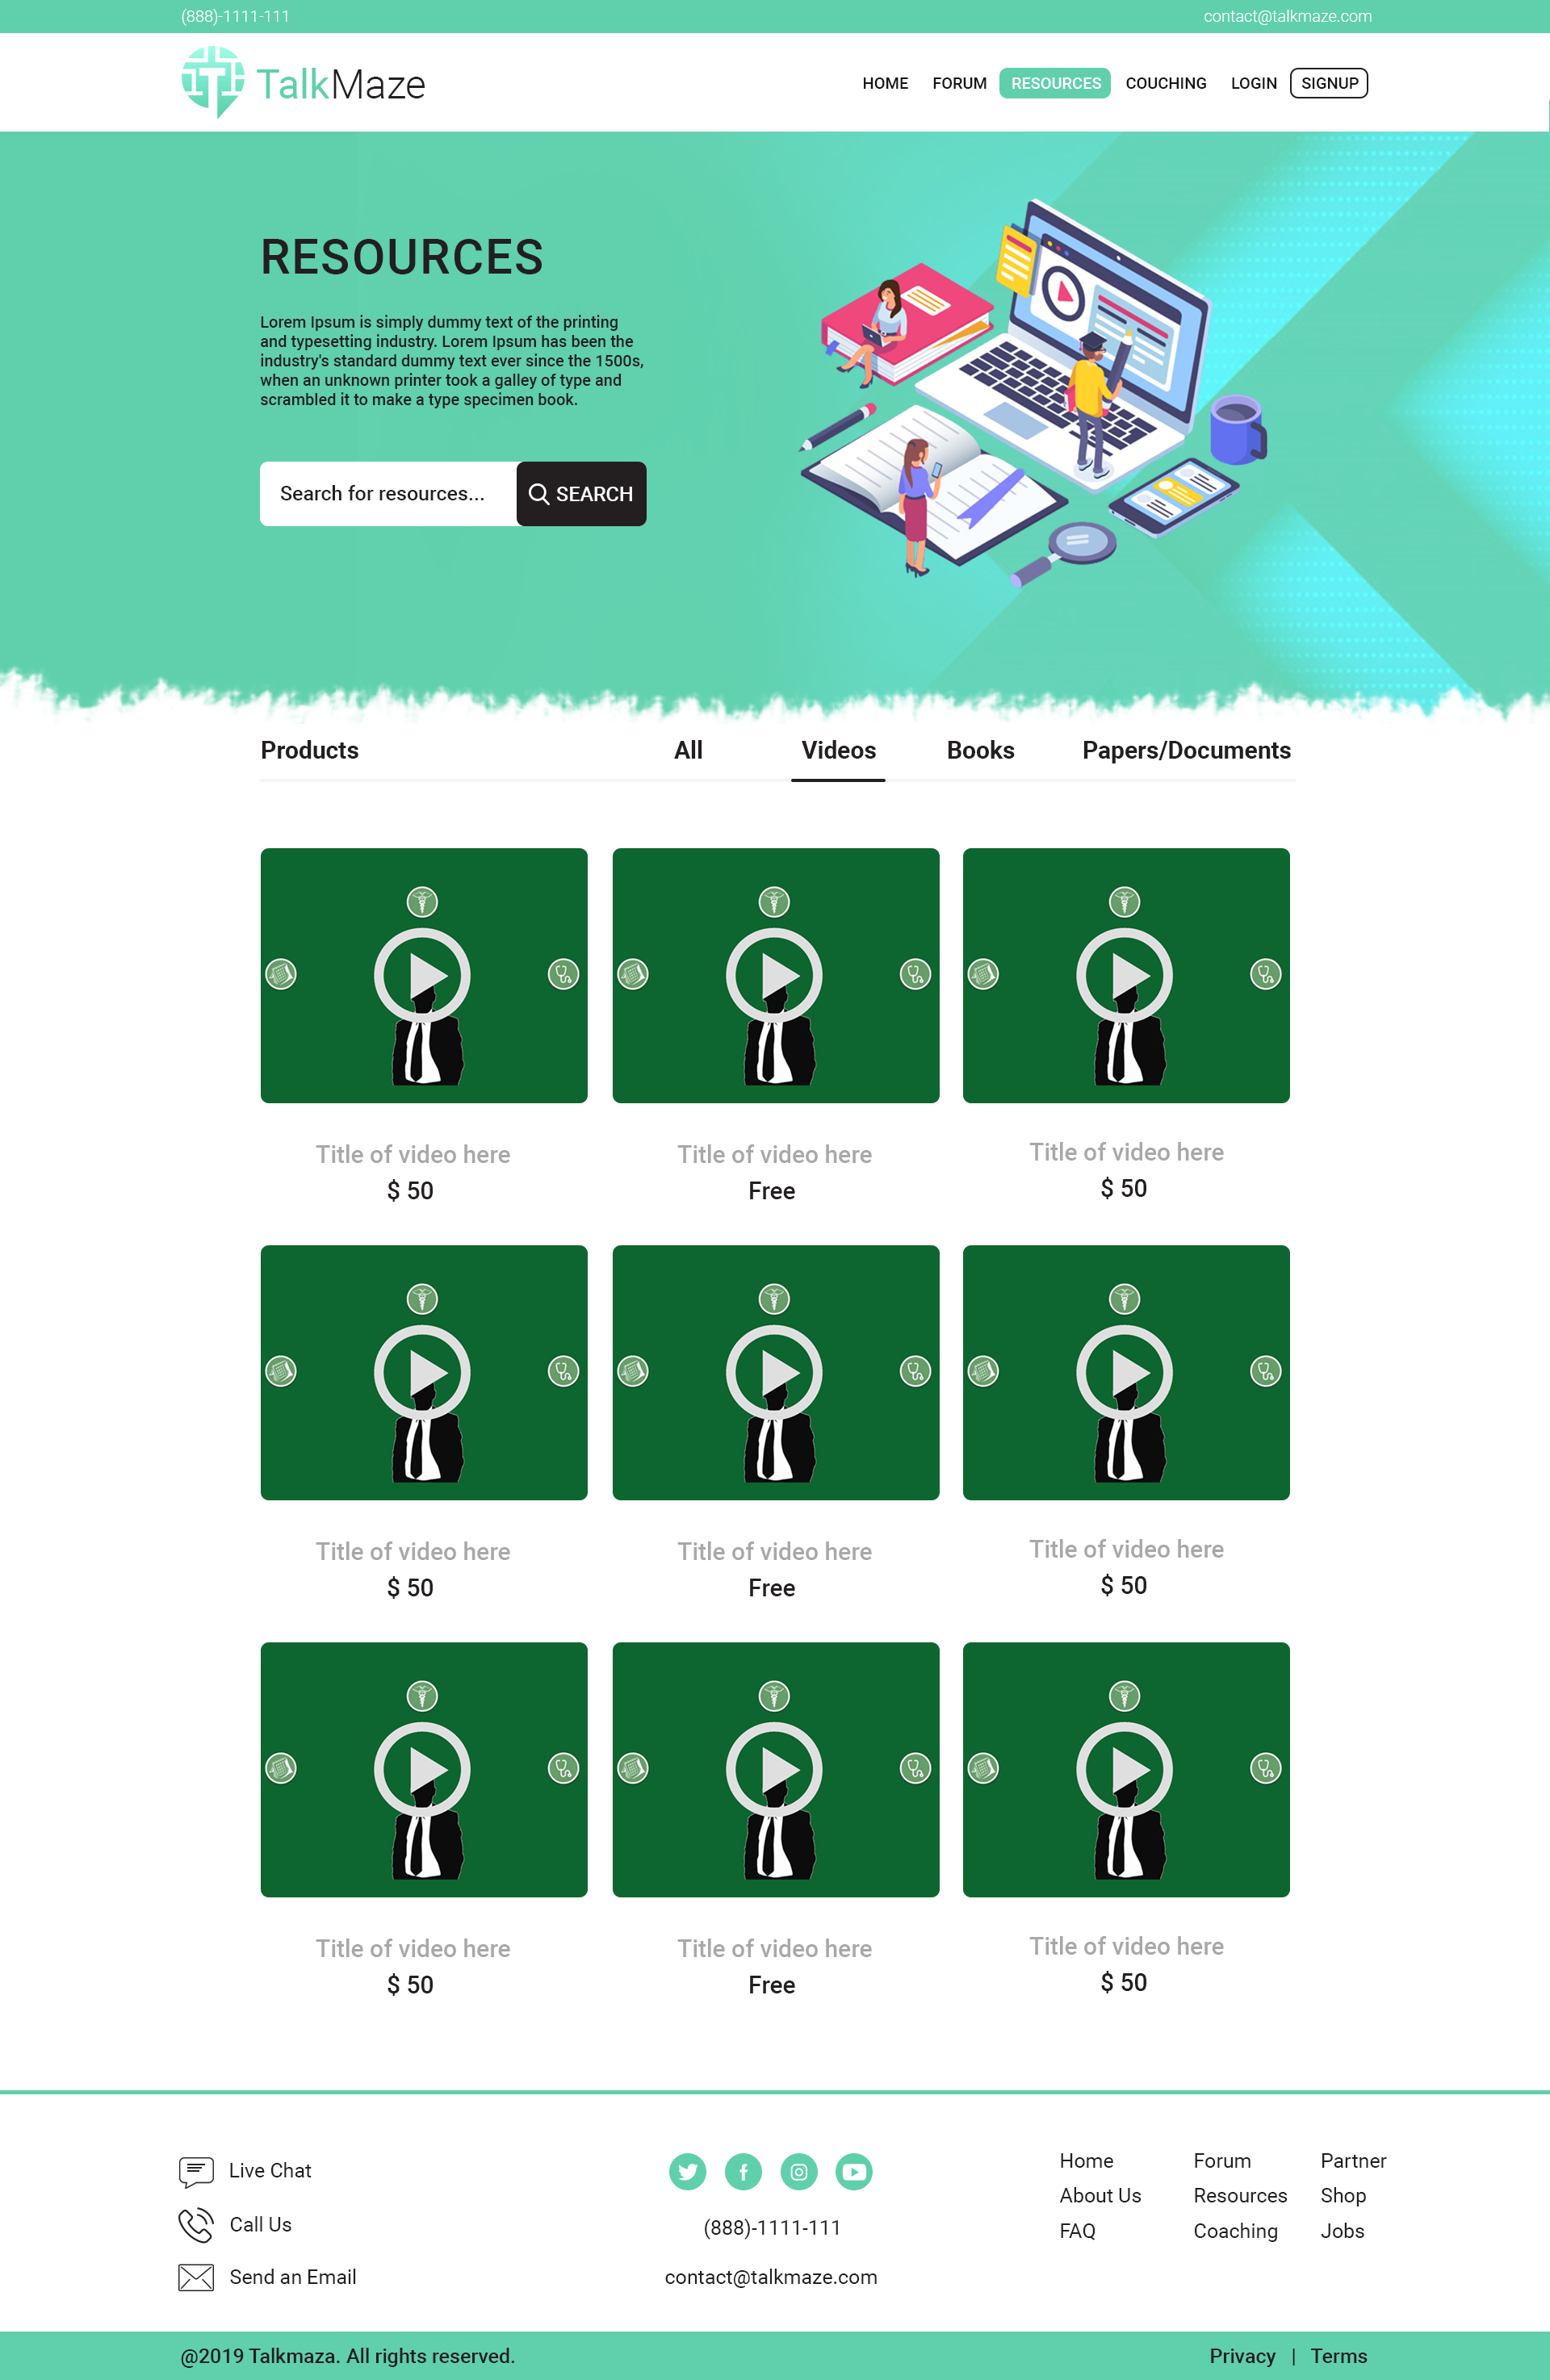 (888)-1111-111
contact@talkmaze.com
TalkMaze
HOME
FORUM
RESOURCES
COUCHING
LOGIN
SIGNUP
RESOURCES
Lorem Ipsum is simply dummy text of the printing
and typesetting industry. Lorem Ipsum has been the
industry's standard dummy text ever since the 1500s,
when an unknown printer took a galley of type and
scrambled it to make a type specimen book.
Search for resources...
SEARCH
Products
All
Videos
Books
Papers/Documents
Title of video here
$ 50
Title of video here
Free
Title of video here
$ 50
Title of video here
$ 50
Title of video here
Free
Title of video here
$ 50
Title of video here
$ 50
Title of video here
Free
Title of video here
$ 50
Live Chat
Call Us
Send an Email
(888)-1111-111
contact@talkmaze.com
Home
About Us
FAQ
Forum
Resources
Coaching
Partner
Shop
Jobs
@2019 Talkmaza. All rights reserved.
Privacy | Terms